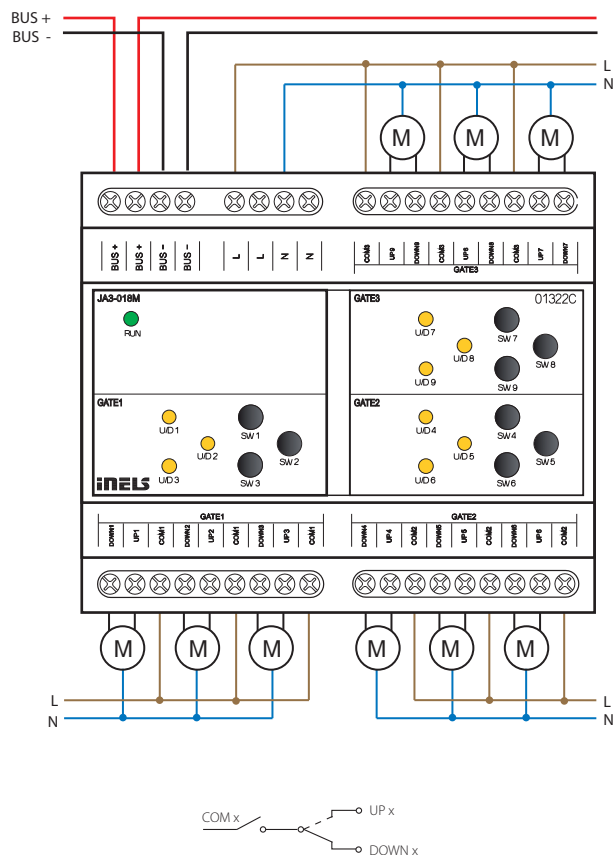 BUS +
BUS -
L
N
M M M
BUS + BUS + BUS - BUS - L L N N
COM3 UP9 DOWN9 COM3 UP8 DOWN8 COM3 UP7 DOWN7
GATE3
JA3-018M
RUN
GATE3 01322C
U/D7 SW7
U/D8 SW8
U/D9 SW9
GATE1
U/D1 SW1
U/D2 SW2
U/D3 SW3
iNELS
GATE2
U/D4 SW4
U/D5 SW5
U/D6 SW6
GATE1
DOWN1 UP1 COM1 DOWN2 UP2 COM1 DOWN3 UP3 COM1
GATE2
DOWN4 UP4 COM2 DOWN5 UP5 COM2 DOWN6 UP6 COM2
M M M M M M
L L
N N
COM x
UP x
DOWN x